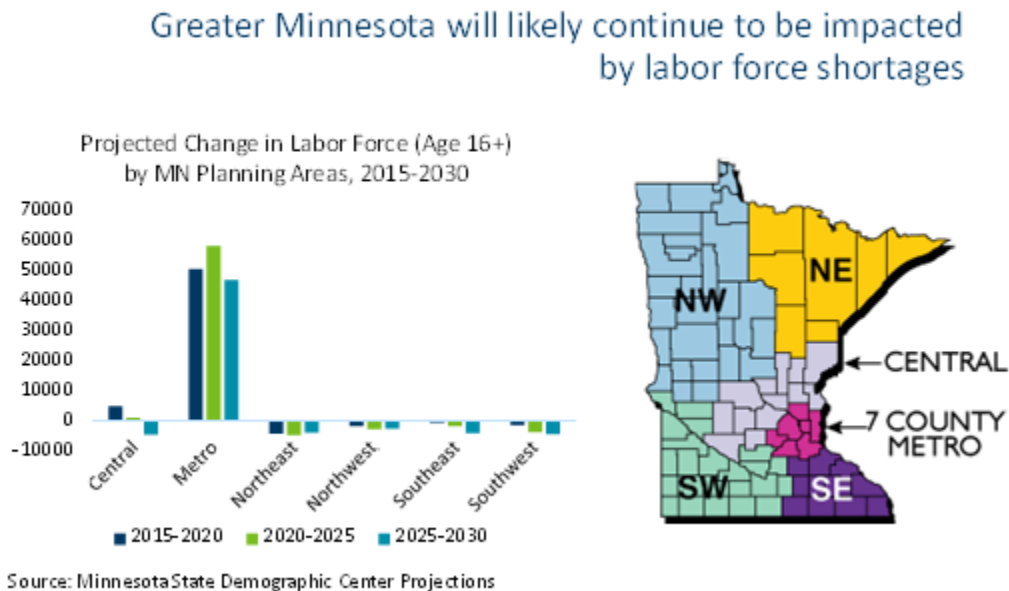 Greater Minnesota will likely continue to be impacted
by labor force shortages
Projected Change in Labor Force (Age 16+)
by MN Planning Areas, 2015-2030
70000
60000
50000
40000
30000
20000
10000
0
-10000
Central
Metro
Northeast
Northwest
Southeast
Southwest
2015-2020
2020-2025
2025-2030
NW
NE
CENTRAL
7 COUNTY
METRO
SW
SE
Source: Minnesota State Demographic Center Projections